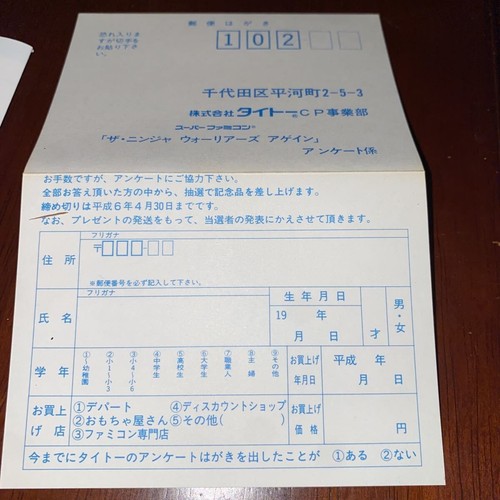 郵便はがき
恐れ入りま
すが切手を
お貼り下さ
い。
102
千代田区平河町2-5-3
株式会社タイトー®CP事業部
スーパーファミコン®
「ザ・ニンジャ ウォーリアーズ アゲイン」
アンケート係
お手数ですが、アンケートにご協力下さい。
全部お答え頂いた方の中から、抽選で記念品を差し上げます。
締め切りは平成6年4月30日までです。
なお、プレゼントの発送をもって、当選者の発表にかえさせて頂きます。
フリガナ
住所
〒
※郵便番号を必ず記入して下さい。
フリガナ
氏名
生年月日
19 年
月 日
才
男・女
学年
①〜幼稚園
②小1〜小3
③小4〜小6
④中学生
⑤高校生
⑥大学生
⑦職業人
⑧主婦
⑨その他
お買上げ
年月日
平成 年
月 日
お買上げ店
①デパート ④ディスカウントショップ
②おもちゃ屋さん ⑤その他( )
③ファミコン専門店
お買上げ
価格
円
今までにタイトーのアンケートはがきを出したことが ①ある ②ない